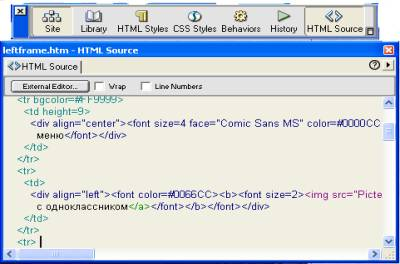 Site Library HTML Styles CSS Styles Behaviors History HTML Source
leftframe.htm - HTML Source
HTML Source
External Editor... Wrap Line Numbers
<tr bgcolor=#FF9999>
<td height=9>
<div align="center"><font size=4 face="Comic Sans MS" color=#0000CC
меню</font></div>
</td>
</tr>
<tr>
<td>
<div align="left"><font color=#0066CC><b><font size=2><img src="Picte
с одноклассником</a></font></b></font></div>
</td>
</tr>
<tr>